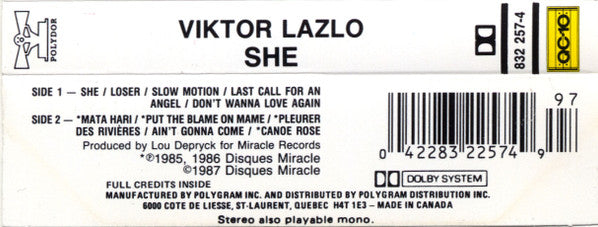 POLYDOR
VIKTOR LAZLO
SHE
832 257-4
QC-10
SIDE 1 — SHE / LOSER / SLOW MOTION / LAST CALL FOR AN
ANGEL / DON'T WANNA LOVE AGAIN
SIDE 2 — *MATA HARI / *PUT THE BLAME ON MAME / *PLEURER
DES RIVIÈRES / AIN'T GONNA COME / *CANOE ROSE
Produced by Lou Depryck for Miracle Records
*℗1985, 1986 Disques Miracle
©1987 Disques Miracle
FULL CREDITS INSIDE
97
0 42283 22574 9
DOLBY SYSTEM
MANUFACTURED BY POLYGRAM INC. AND DISTRIBUTED BY POLYGRAM DISTRIBUTION INC.
6000 COTE DE LIESSE, ST-LAURENT, QUEBEC H4T 1E3 – MADE IN CANADA
Stereo also playable mono.